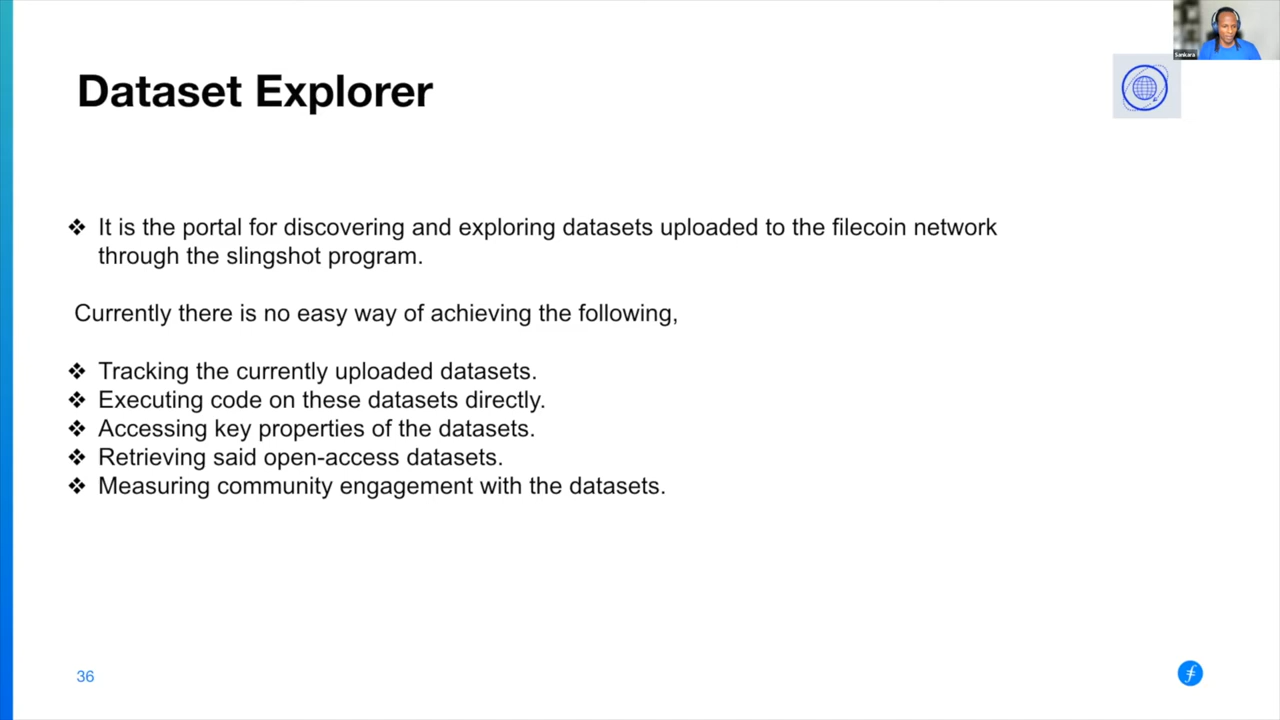 Sankara
Dataset Explorer
❖ It is the portal for discovering and exploring datasets uploaded to the filecoin network
through the slingshot program.
Currently there is no easy way of achieving the following,
❖ Tracking the currently uploaded datasets.
❖ Executing code on these datasets directly.
❖ Accessing key properties of the datasets.
❖ Retrieving said open-access datasets.
❖ Measuring community engagement with the datasets.
36